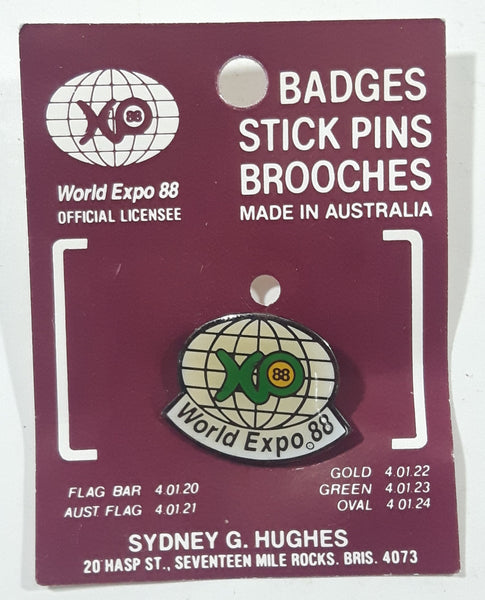 XPO 88
World Expo 88
OFFICIAL LICENSEE
BADGES
STICK PINS
BROOCHES
MADE IN AUSTRALIA
XPO 88
World Expo 88
FLAG BAR 4.01.20
AUST FLAG 4.01.21
GOLD 4.01.22
GREEN 4.01.23
OVAL 4.01.24
SYDNEY G. HUGHES
20 HASP ST., SEVENTEEN MILE ROCKS. BRIS. 4073